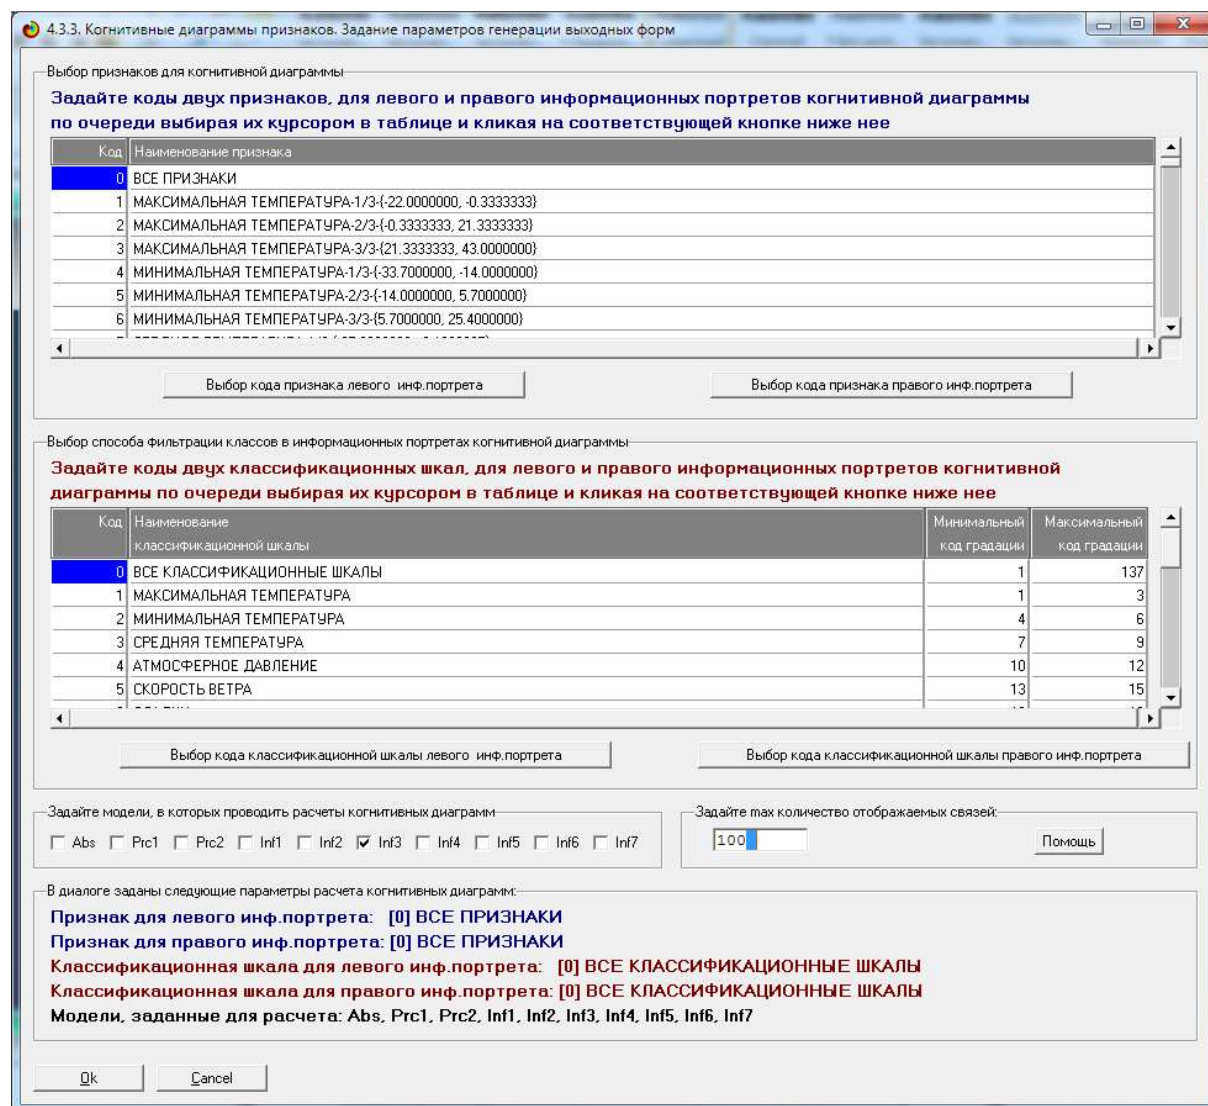 4.3.3. Когнитивные диаграммы признаков. Задание параметров генерации выходных форм
Выбор признаков для когнитивной диаграммы
Задайте коды двух признаков, для левого и правого информационных портретов когнитивной диаграммы
по очереди выбирая их курсором в таблице и кликая на соответствующей кнопке ниже нее
Код Наименование признака
0 ВСЕ ПРИЗНАКИ
1 МАКСИМАЛЬНАЯ ТЕМПЕРАТУРА-1/3-{-22.0000000, -0.3333333}
2 МАКСИМАЛЬНАЯ ТЕМПЕРАТУРА-2/3-{-0.3333333, 21.3333333}
3 МАКСИМАЛЬНАЯ ТЕМПЕРАТУРА-3/3-{21.3333333, 43.0000000}
4 МИНИМАЛЬНАЯ ТЕМПЕРАТУРА-1/3-{-33.7000000, -14.0000000}
5 МИНИМАЛЬНАЯ ТЕМПЕРАТУРА-2/3-{-14.0000000, 5.7000000}
6 МИНИМАЛЬНАЯ ТЕМПЕРАТУРА-3/3-{5.7000000, 25.4000000}
Выбор кода признака левого инф.портрета Выбор кода признака правого инф.портрета
Выбор способа фильтрации классов в информационных портретах когнитивной диаграммы
Задайте коды двух классификационных шкал, для левого и правого информационных портретов когнитивной
диаграммы по очереди выбирая их курсором в таблице и кликая на соответствующей кнопке ниже нее
Код Наименование Минимальный Максимальный
классификационной шкалы код градации код градации
0 ВСЕ КЛАССИФИКАЦИОННЫЕ ШКАЛЫ 1 137
1 МАКСИМАЛЬНАЯ ТЕМПЕРАТУРА 1 3
2 МИНИМАЛЬНАЯ ТЕМПЕРАТУРА 4 6
3 СРЕДНЯЯ ТЕМПЕРАТУРА 7 9
4 АТМОСФЕРНОЕ ДАВЛЕНИЕ 10 12
5 СКОРОСТЬ ВЕТРА 13 15
Выбор кода классификационной шкалы левого инф.портрета Выбор кода классификационной шкалы правого инф.портрета
Задайте модели, в которых проводить расчеты когнитивных диаграмм Задайте max количество отображаемых связей:
Abs Prc1 Prc2 Inf1 Inf2 Inf3 Inf4 Inf5 Inf6 Inf7 100 Помощь
В диалоге заданы следующие параметры расчета когнитивных диаграмм:
Признак для левого инф.портрета: [0] ВСЕ ПРИЗНАКИ
Признак для правого инф.портрета: [0] ВСЕ ПРИЗНАКИ
Классификационная шкала для левого инф.портрета: [0] ВСЕ КЛАССИФИКАЦИОННЫЕ ШКАЛЫ
Классификационная шкала для правого инф.портрета: [0] ВСЕ КЛАССИФИКАЦИОННЫЕ ШКАЛЫ
Модели, заданные для расчета: Abs, Prc1, Prc2, Inf1, Inf2, Inf3, Inf4, Inf5, Inf6, Inf7
Ok Cancel